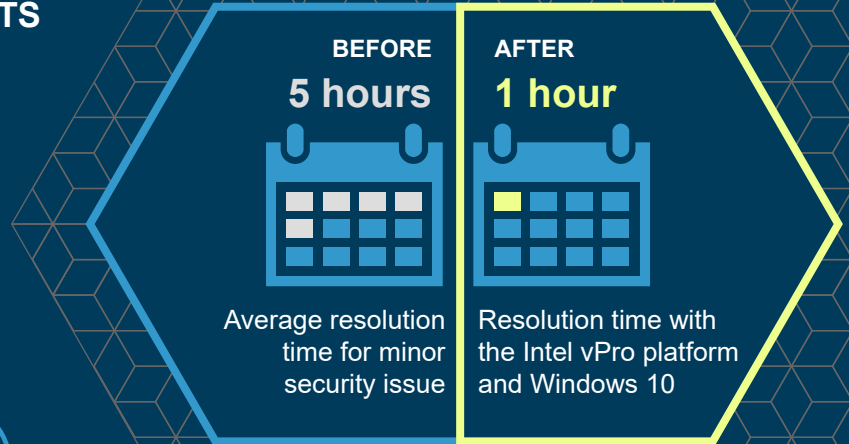 TS
BEFORE
5 hours
Average resolution
time for minor
security issue
AFTER
1 hour
Resolution time with
the Intel vPro platform
and Windows 10